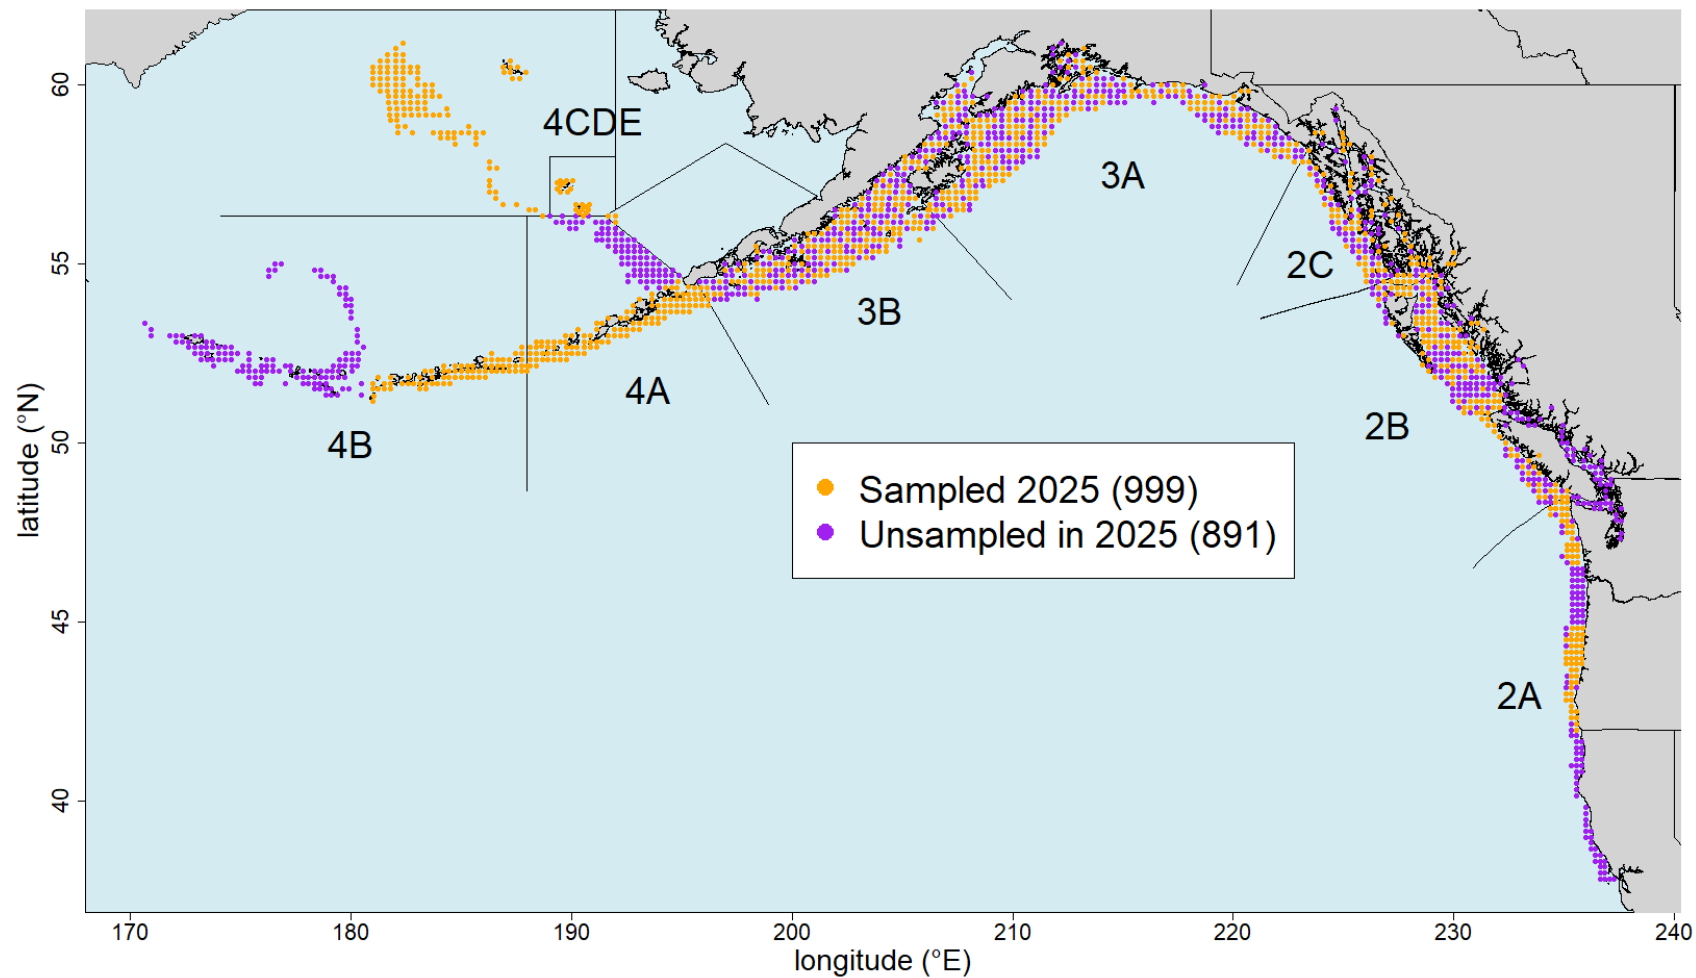 60
55
50
45
40
latitude (°N)
4CDE
3A
2C
3B
4A
2B
4B
2A
Sampled 2025 (999)
Unsampled in 2025 (891)
170
180
190
200
210
220
230
240
longitude (°E)